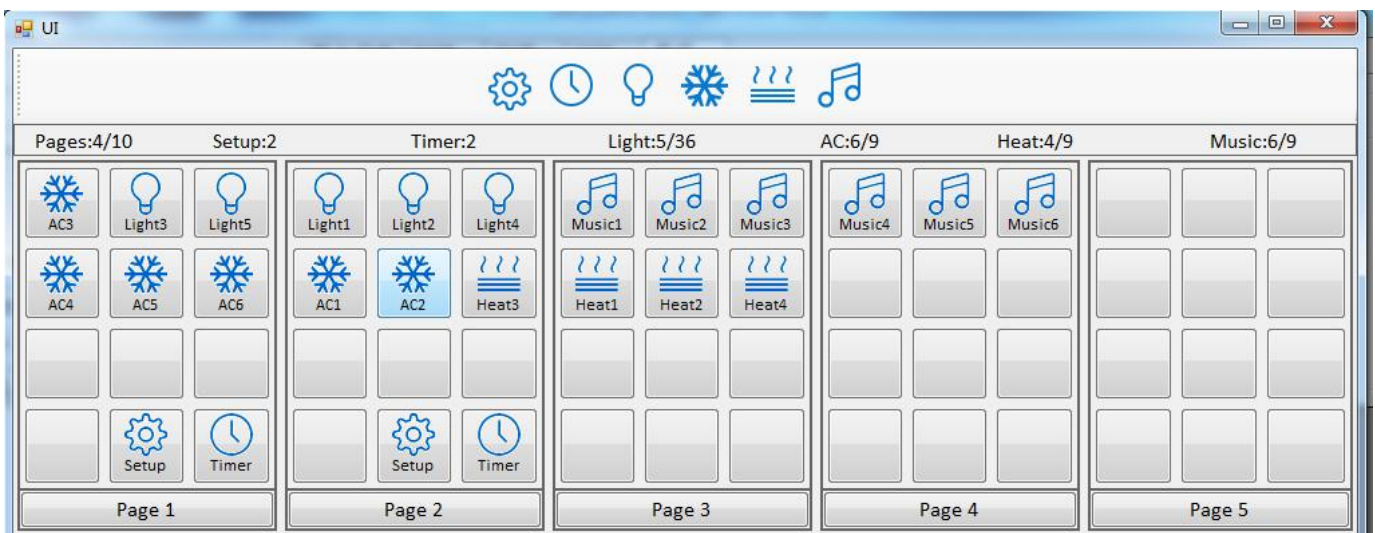 UI
Pages:4/10 Setup:2 Timer:2 Light:5/36 AC:6/9 Heat:4/9 Music:6/9
AC3 Light3 Light5 Light1 Light2 Light4 Music1 Music2 Music3 Music4 Music5 Music6
AC4 AC5 AC6 AC1 AC2 Heat3 Heat1 Heat2 Heat4
Setup Timer Setup Timer
Page 1 Page 2 Page 3 Page 4 Page 5